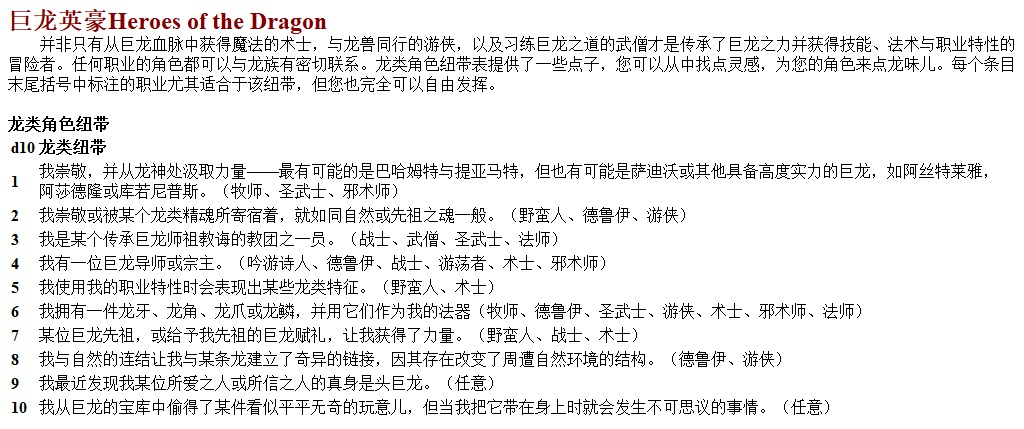 巨龙英豪Heroes of the Dragon
并非只有从巨龙血脉中获得魔法的术士，与龙兽同行的游侠，以及习练巨龙之道的武僧才是传承了巨龙之力并获得技能、法术与职业特性的
冒险者。任何职业的角色都可以与龙族有密切联系。龙类角色纽带表提供了一些点子，您可以从中找点灵感，为您的角色来点龙味儿。每个条目
末尾括号中标注的职业尤其适合于该纽带，但您也完全可以自由发挥。
龙类角色纽带
d10 龙类纽带
1 我崇敬，并从龙神处汲取力量——最有可能的是巴哈姆特与提亚马特，但也有可能是萨迪沃或其他具备高度实力的巨龙，如阿丝特莱雅，
阿莎德隆或库若尼普斯。（牧师、圣武士、邪术师）
2 我崇敬或被某个龙类精魂所寄宿着，就如同自然或先祖之魂一般。（野蛮人、德鲁伊、游侠）
3 我是某个传承巨龙师祖教诲的教团之一员。（战士、武僧、圣武士、法师）
4 我有一位巨龙导师或宗主。（吟游诗人、德鲁伊、战士、游荡者、术士、邪术师）
5 我使用我的职业特性时会表现出某些龙类特征。（野蛮人、术士）
6 我拥有一件龙牙、龙角、龙爪或龙鳞，并用它们作为我的法器（牧师、德鲁伊、圣武士、游侠、术士、邪术师、法师）
7 某位巨龙先祖，或给予我先祖的巨龙赋礼，让我获得了力量。（野蛮人、战士、术士）
8 我与自然的连结让我与某条龙建立了奇异的链接，因其存在改变了周遭自然环境的结构。（德鲁伊、游侠）
9 我最近发现我某位所爱之人或所信之人的真身是头巨龙。（任意）
10 我从巨龙的宝库中偷得了某件看似平平无奇的玩意儿，但当我把它带在身上时就会发生不可思议的事情。（任意）